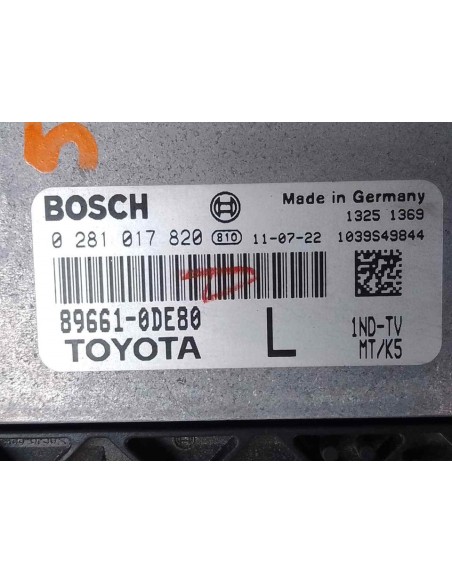 BOSCH
Made in Germany
1325 1369
0 281 017 820 B10 11-07-22 1039S49844
89661-0DE80
TOYOTA
L
1ND-TV
MT/K5